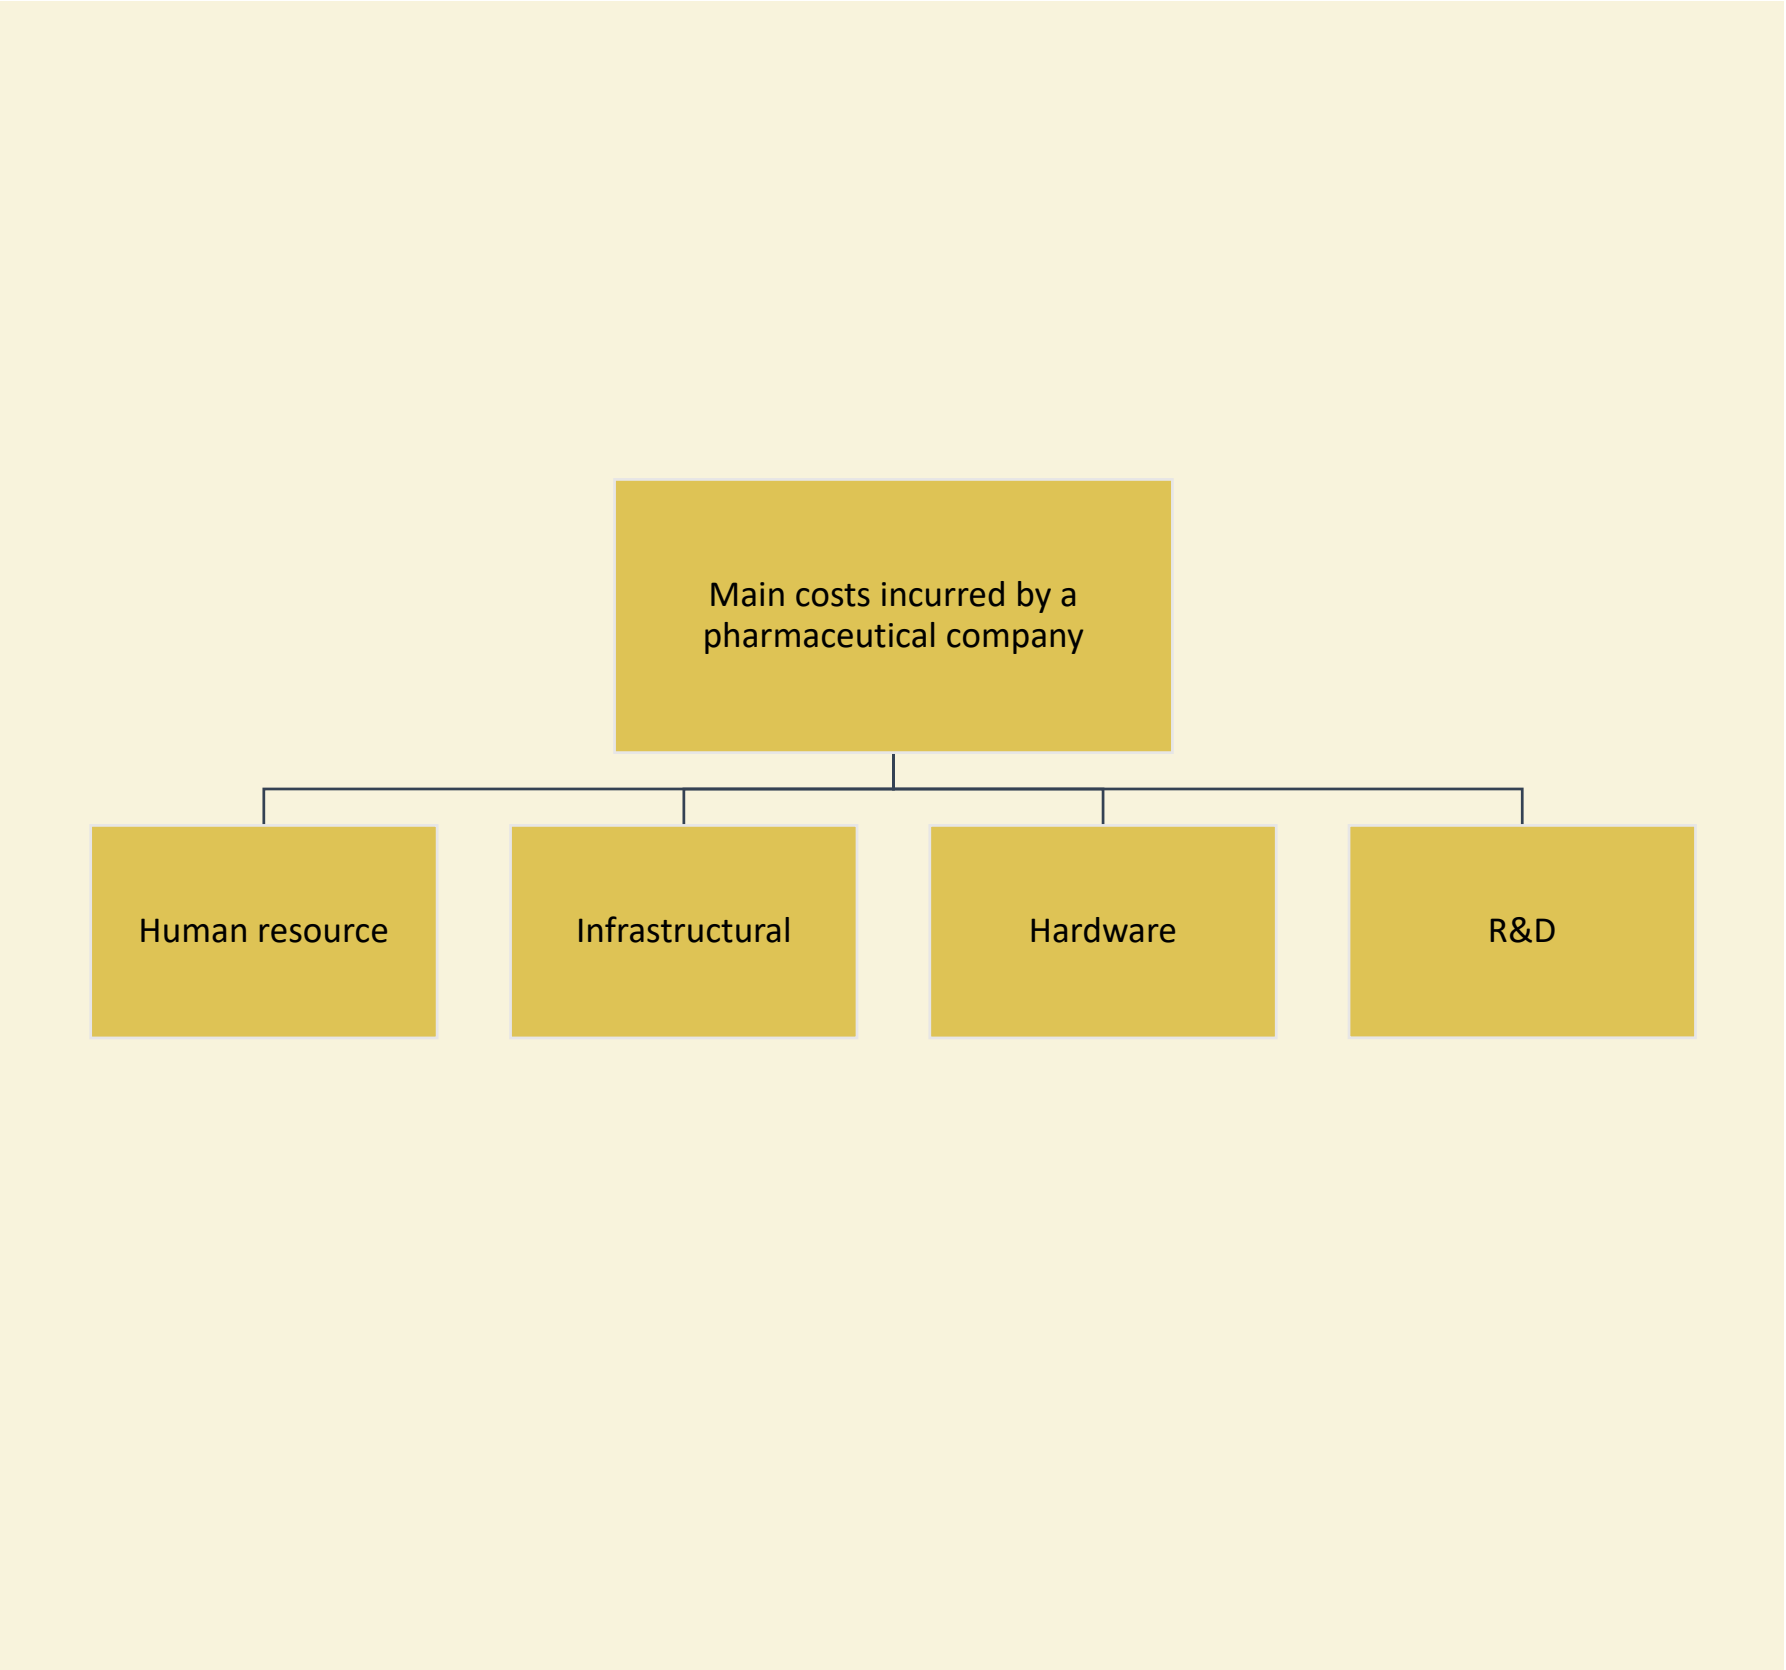 Main costs incurred by a
pharmaceutical company
Human resource
Infrastructural
Hardware
R&D